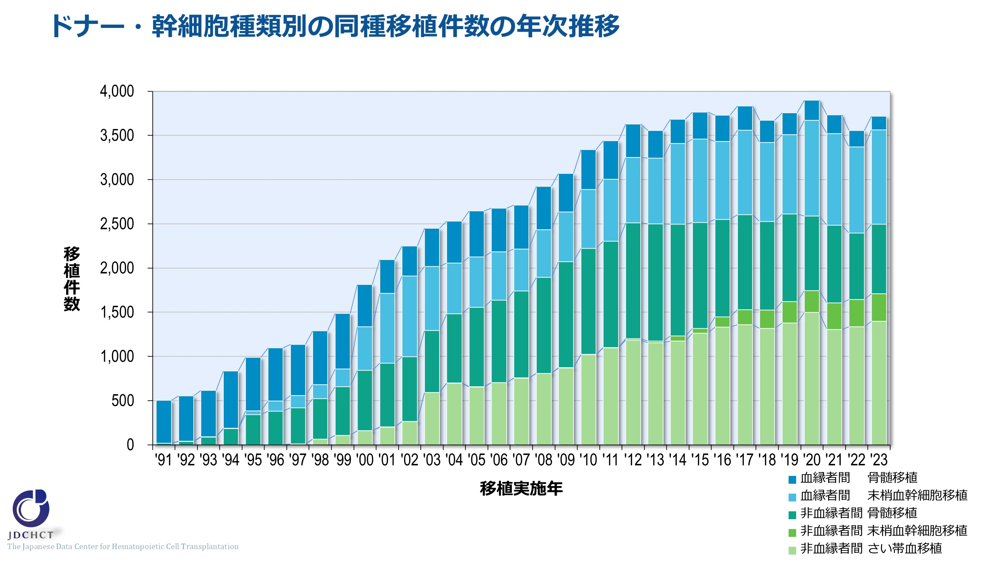 ドナー・幹細胞種類別の同種移植件数の年次推移
4,000
3,500
3,000
2,500
2,000
1,500
1,000
500
0
移植件数
'91 '92 '93 '94 '95 '96 '97 '98 '99 '00 '01 '02 '03 '04 '05 '06 '07 '08 '09 '10 '11 '12 '13 '14 '15 '16 '17 '18 '19 '20 '21 '22 '23
移植実施年
血縁者間 骨髄移植
血縁者間 末梢血幹細胞移植
非血縁者間 骨髄移植
非血縁者間 末梢血幹細胞移植
非血縁者間 さい帯血移植
JDCHCT
The Japanese Data Center for Hematopoietic Cell Transplantation